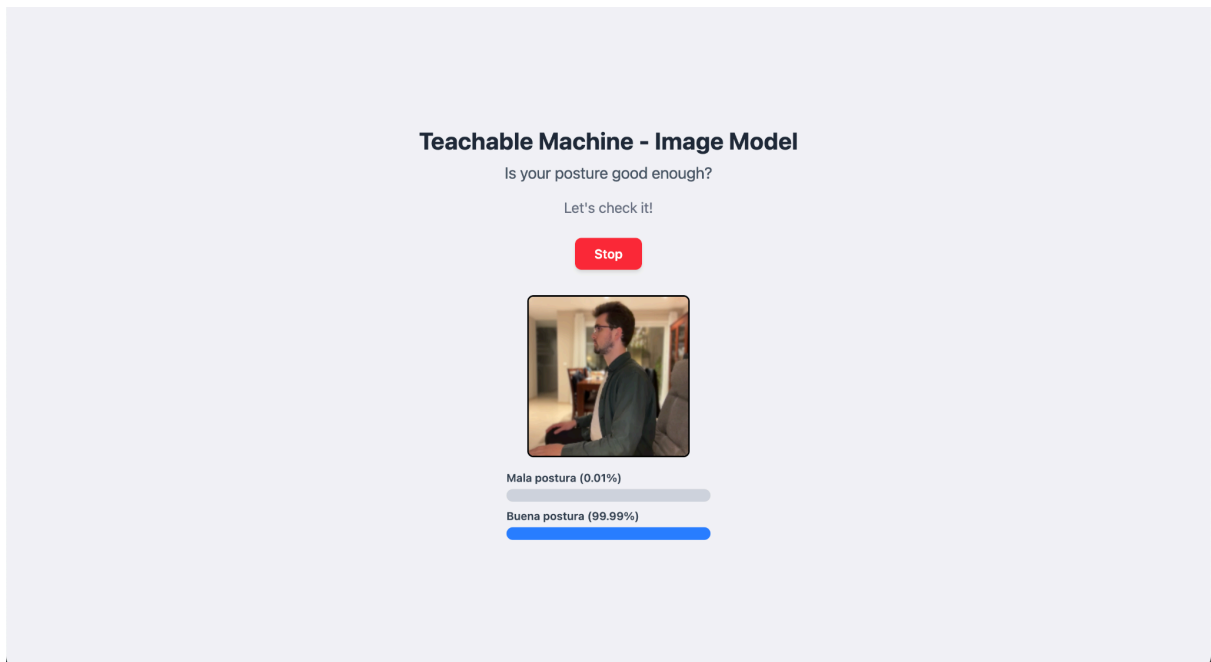 Teachable Machine - Image Model
Is your posture good enough?
Let's check it!
Stop
Mala postura (0.01%)
Buena postura (99.99%)